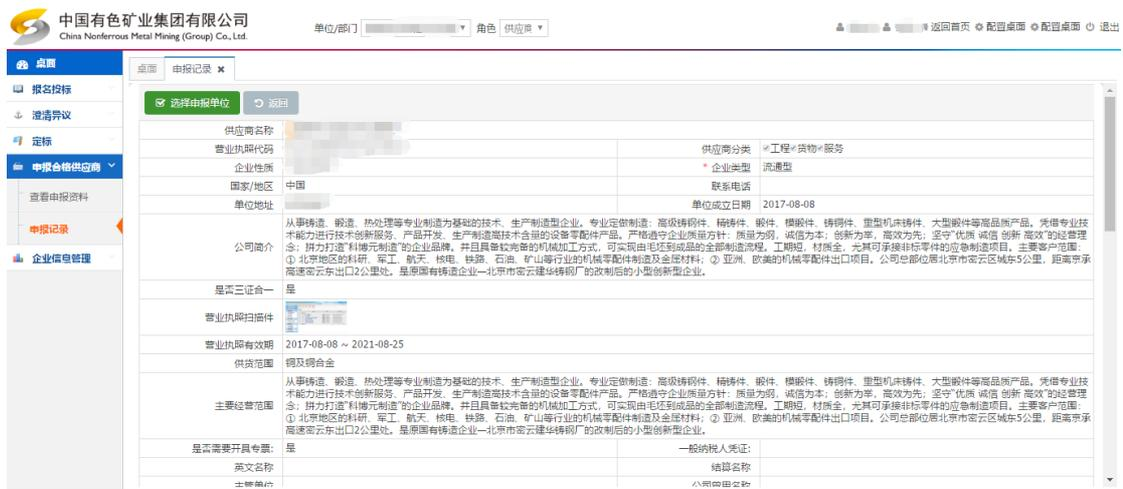 中国有色矿业集团有限公司
China Nonferrous Metal Mining (Group) Co., Ltd.
单位/部门 角色 供应商
返回首页 配置桌面 配置桌面 退出
桌面
报名投标
澄清异议
定标
申报合格供应商
查看申报资料
申报记录
企业信息管理
桌面 申报记录
选择申报单位 返回
供应商名称
营业执照代码 供应商分类 工程 货物 服务
企业性质 * 企业类型 流通型
国家/地区 中国 联系电话
单位地址 单位成立日期 2017-08-08
公司简介
从事铸造、锻造、热处理等专业制造为基础的技术、生产制造型企业。专业定做制造：高级铸钢件、精铸件、锻件、模锻件、铸铜件、重型机床铸件、大型锻件等高品质产品。凭借专业技
术能力进行技术创新服务、产品开发、生产制造高技术含量的设备零配件产品。严格遵守企业质量方针：质量为纲，诚信为本；创新为举，高效为先；坚守"优质 诚信 创新 高效"的经营理
念；拼力打造"科博元制造"的企业品牌。并且具备较完备的机械加工方式，可实现由毛坯到成品的全部制造流程。工期短，材质全，尤其可承接非标零件的应急制造项目。主要客户范围：
① 北京地区的科研、军工、航天、核电、铁路、石油、矿山等行业的机械零配件制造及金属材料；② 亚洲、欧美的机械零配件出口项目。公司总部位居北京市密云区城东5公里，距离京承
高速密云东出口2公里处。是原国有铸造企业—北京市密云建华铸钢厂的改制后的小型创新型企业。
是否三证合一 是
营业执照扫描件
营业执照有效期 2017-08-08 ~ 2021-08-25
供货范围 铜及铜合金
主要经营范围
从事铸造、锻造、热处理等专业制造为基础的技术、生产制造型企业。专业定做制造：高级铸钢件、精铸件、锻件、模锻件、铸铜件、重型机床铸件、大型锻件等高品质产品。凭借专业技
术能力进行技术创新服务、产品开发、生产制造高技术含量的设备零配件产品。严格遵守企业质量方针：质量为纲，诚信为本；创新为举，高效为先；坚守"优质 诚信 创新 高效"的经营理
念；拼力打造"科博元制造"的企业品牌。并且具备较完备的机械加工方式，可实现由毛坯到成品的全部制造流程。工期短，材质全，尤其可承接非标零件的应急制造项目。主要客户范围：
① 北京地区的科研、军工、航天、核电、铁路、石油、矿山等行业的机械零配件制造及金属材料；② 亚洲、欧美的机械零配件出口项目。公司总部位居北京市密云区城东5公里，距离京承
高速密云东出口2公里处。是原国有铸造企业—北京市密云建华铸钢厂的改制后的小型创新型企业。
是否需要开具专票: 是 一般纳税人凭证:
英文名称 结算名称
主管单位 公司曾用名称